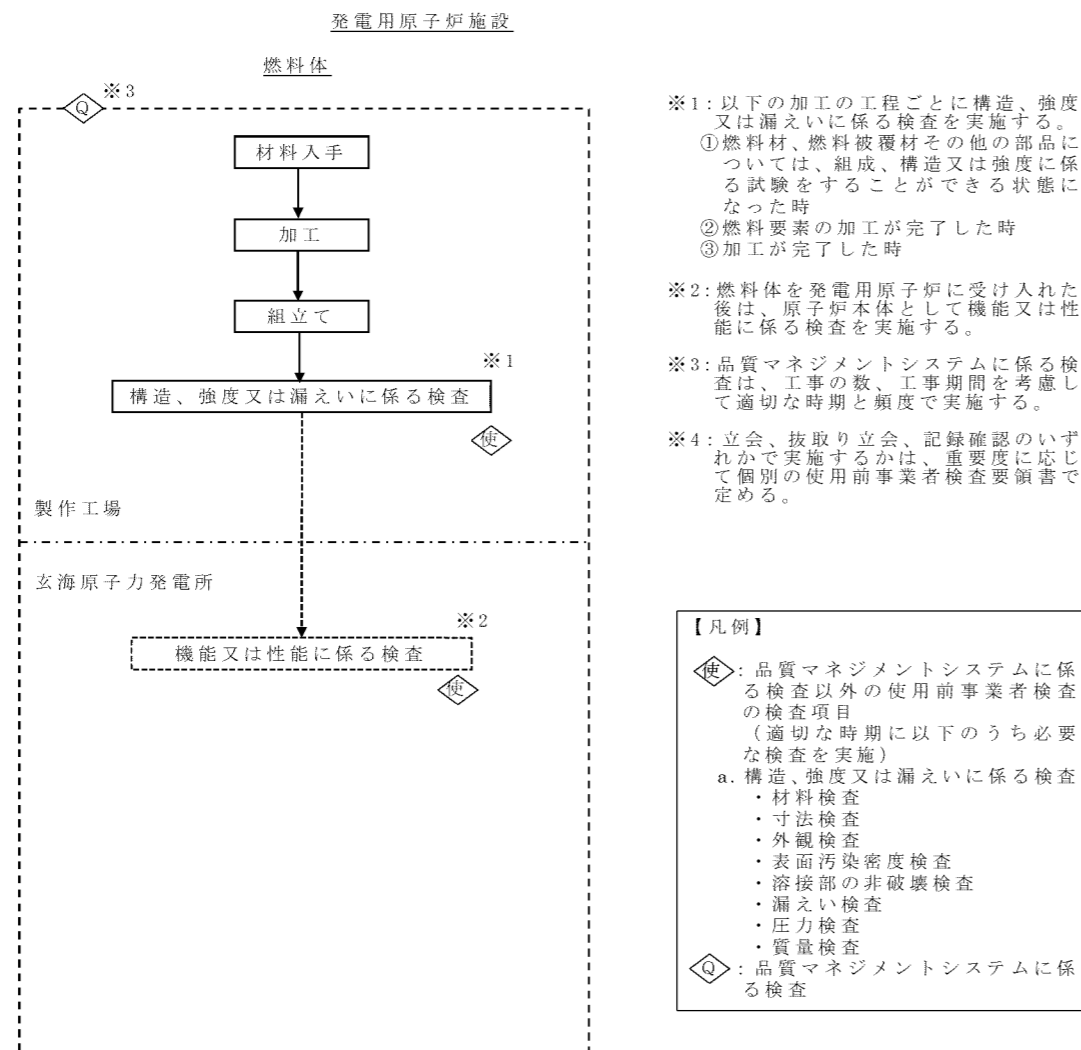 発電用原子炉施設
燃料体
Q
※3
材料入手
加工
組立て
※1
構造、強度又は漏えいに係る検査
使
製作工場
玄海原子力発電所
※2
機能又は性能に係る検査
使
※1:以下の加工の工程ごとに構造、強度
又は漏えいに係る検査を実施する。
①燃料材、燃料被覆材その他の部品に
ついては、組成、構造又は強度に係
る試験をすることができる状態に
なった時
②燃料要素の加工が完了した時
③加工が完了した時
※2:燃料体を発電用原子炉に受け入れた
後は、原子炉本体として機能又は性
能に係る検査を実施する。
※3:品質マネジメントシステムに係る検
査は、工事の数、工事期間を考慮し
て適切な時期と頻度で実施する。
※4:立会、抜取り立会、記録確認のいず
れかで実施するかは、重要度に応じ
て個別の使用前事業者検査要領書で
定める。
【凡例】
使:品質マネジメントシステムに係
る検査以外の使用前事業者検査
の検査項目
(適切な時期に以下のうち必要
な検査を実施)
a.構造、強度又は漏えいに係る検査
・材料検査
・寸法検査
・外観検査
・表面汚染密度検査
・溶接部の非破壊検査
・漏えい検査
・圧力検査
・質量検査
Q:品質マネジメントシステムに係
る検査